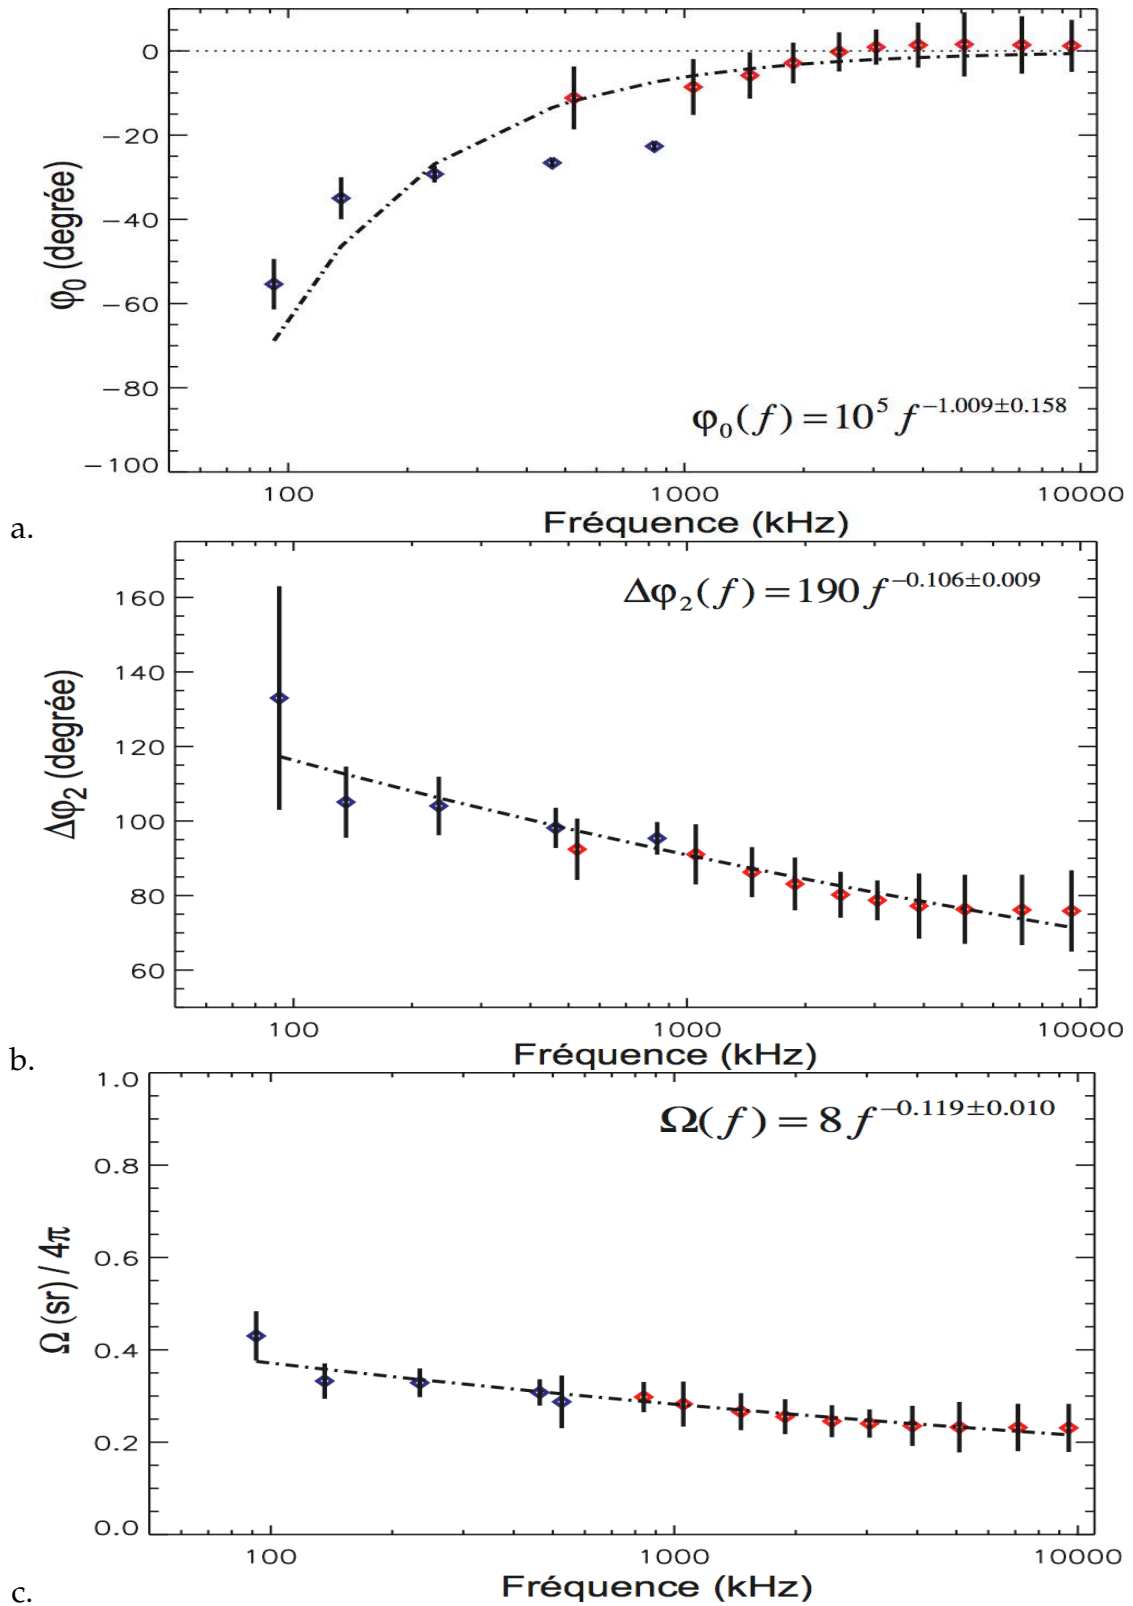 0
−20
−40
−60
−80
−100
φ₀ (degrée)
φ₀(f) = 10⁵ f⁻¹·⁰⁰⁹±⁰·¹⁵⁸
100 1000 10000
Fréquence (kHz)
a.
160
140
120
100
80
60
Δφ₂ (degrée)
Δφ₂(f) = 190 f⁻⁰·¹⁰⁶±⁰·⁰⁰⁹
100 1000 10000
Fréquence (kHz)
b.
1.0
0.8
0.6
0.4
0.2
0.0
Ω (sr) / 4π
Ω(f) = 8 f⁻⁰·¹¹⁹±⁰·⁰¹⁰
100 1000 10000
Fréquence (kHz)
c.